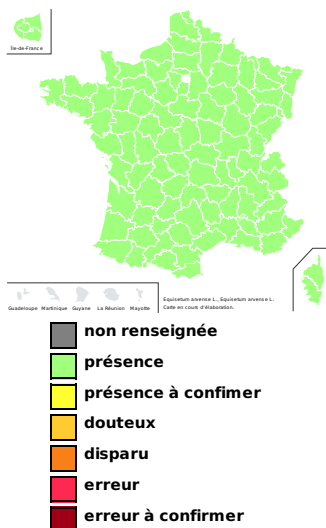 Île-de-France
Guadeloupe Martinique Guyane La Réunion Mayotte
Equisetum arvense L., Equisetum arvense L.
Carte en cours d'élaboration.
non renseignée
présence
présence à confimer
douteux
disparu
erreur
erreur à confirmer